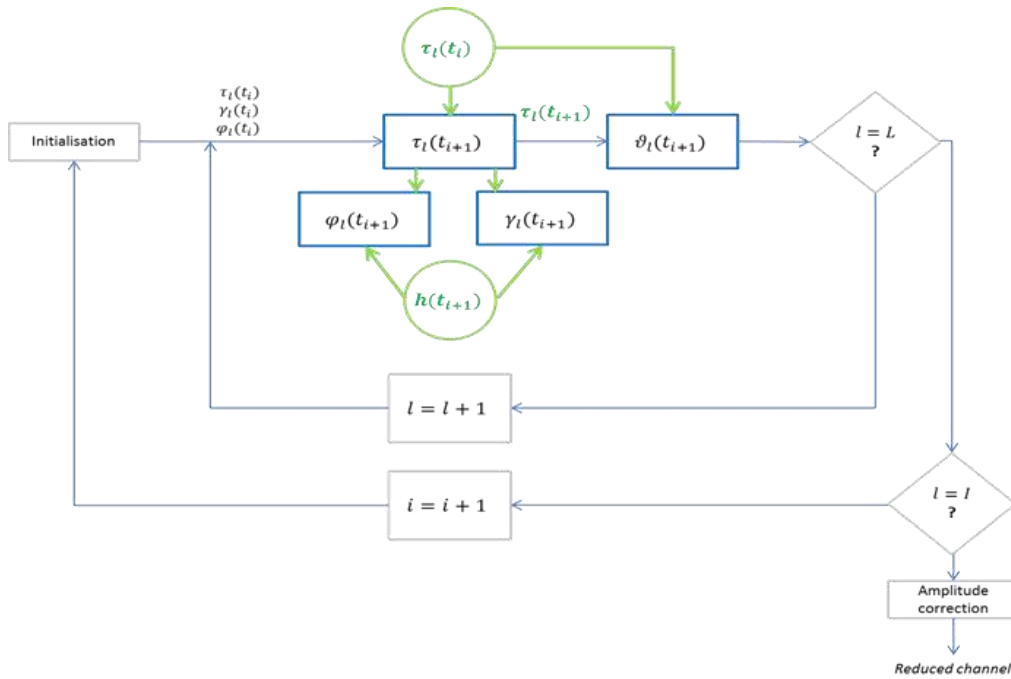 τ_l(t_i)
τ_l(t_i)
γ_l(t_i)
φ_l(t_i)
τ_l(t_{i+1})
Initialisation
τ_l(t_{i+1})
ϑ_l(t_{i+1})
l = L
?
φ_l(t_{i+1})
γ_l(t_{i+1})
h(t_{i+1})
l = l + 1
i = i + 1
l = I
?
Amplitude
correction
Reduced channel